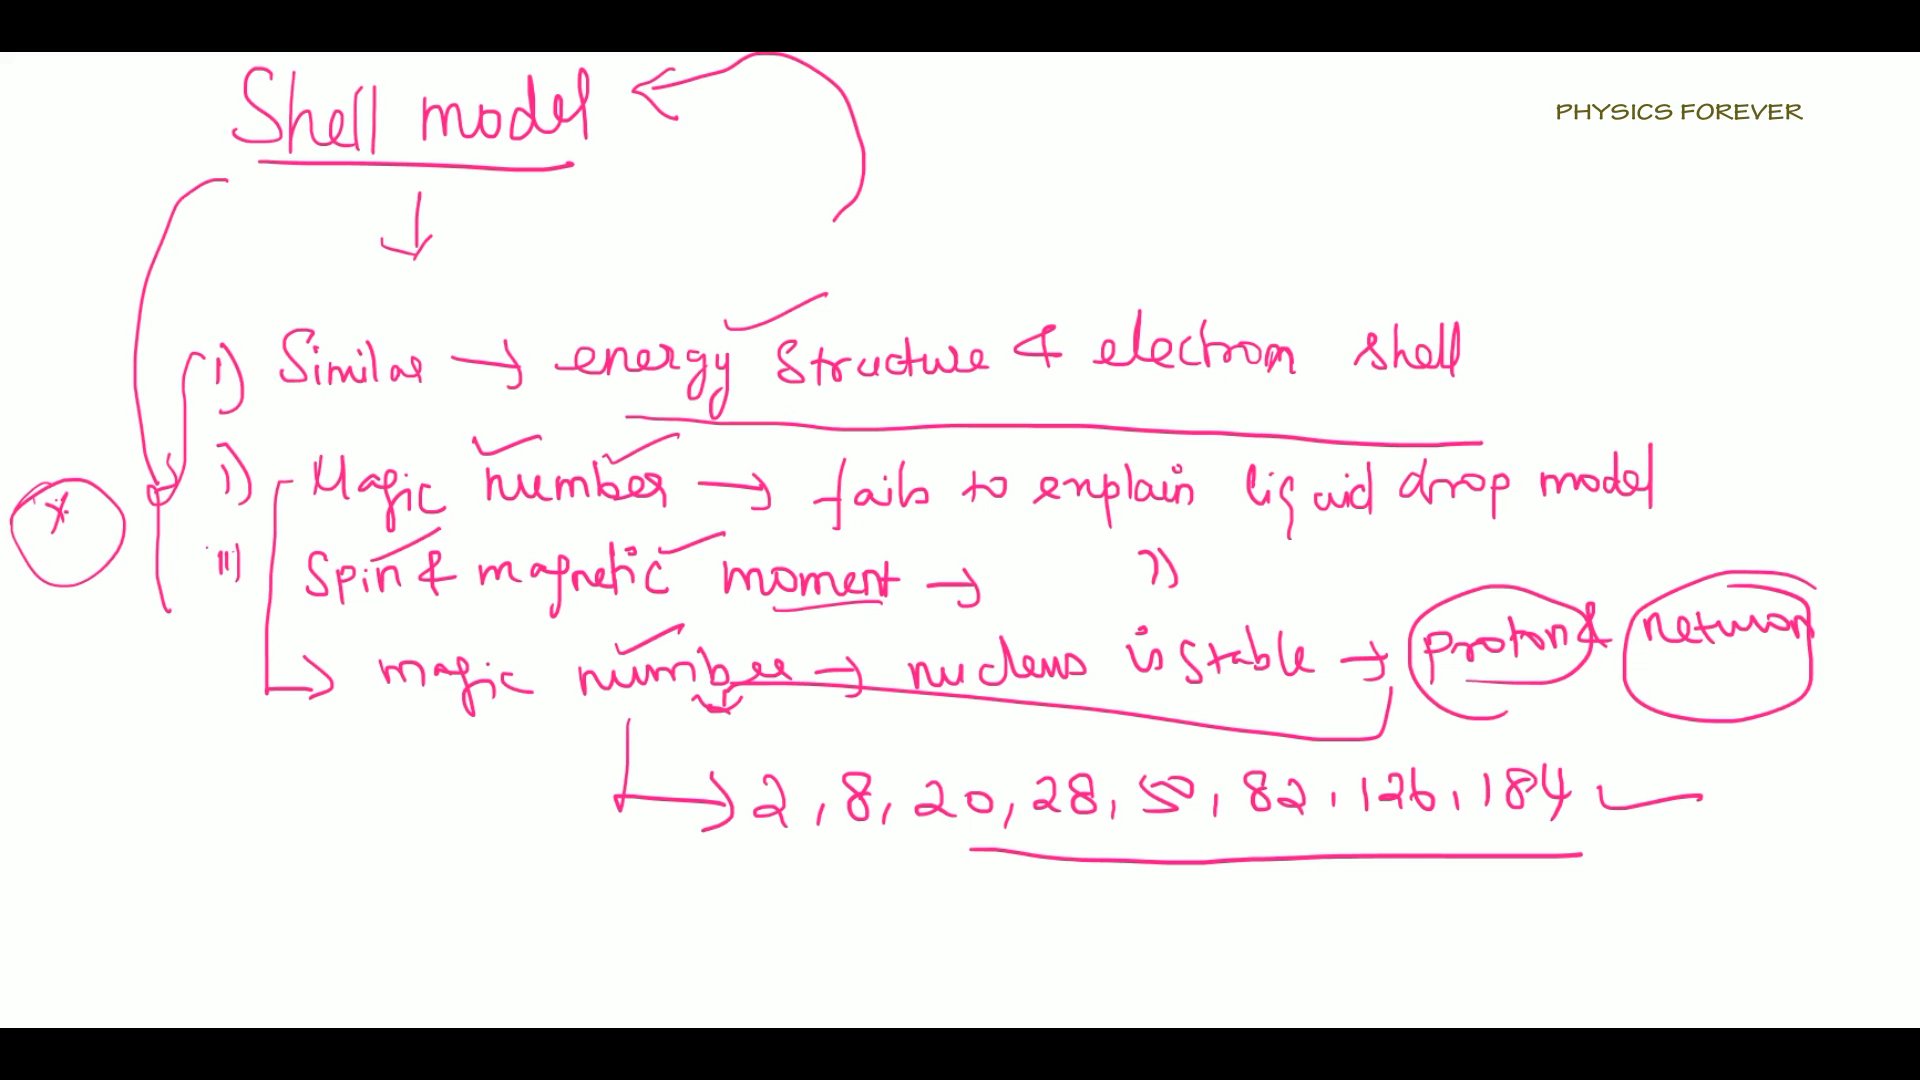 Shell model
PHYSICS FOREVER
i) Similar → energy structure & electron shell
ii) Magic number → fails to explain liquid drop model
iii) Spin & magnetic moment → "
→ magic number → nucleus is stable → proton &
→ 2, 8, 20, 28, 50, 82, 126, 184